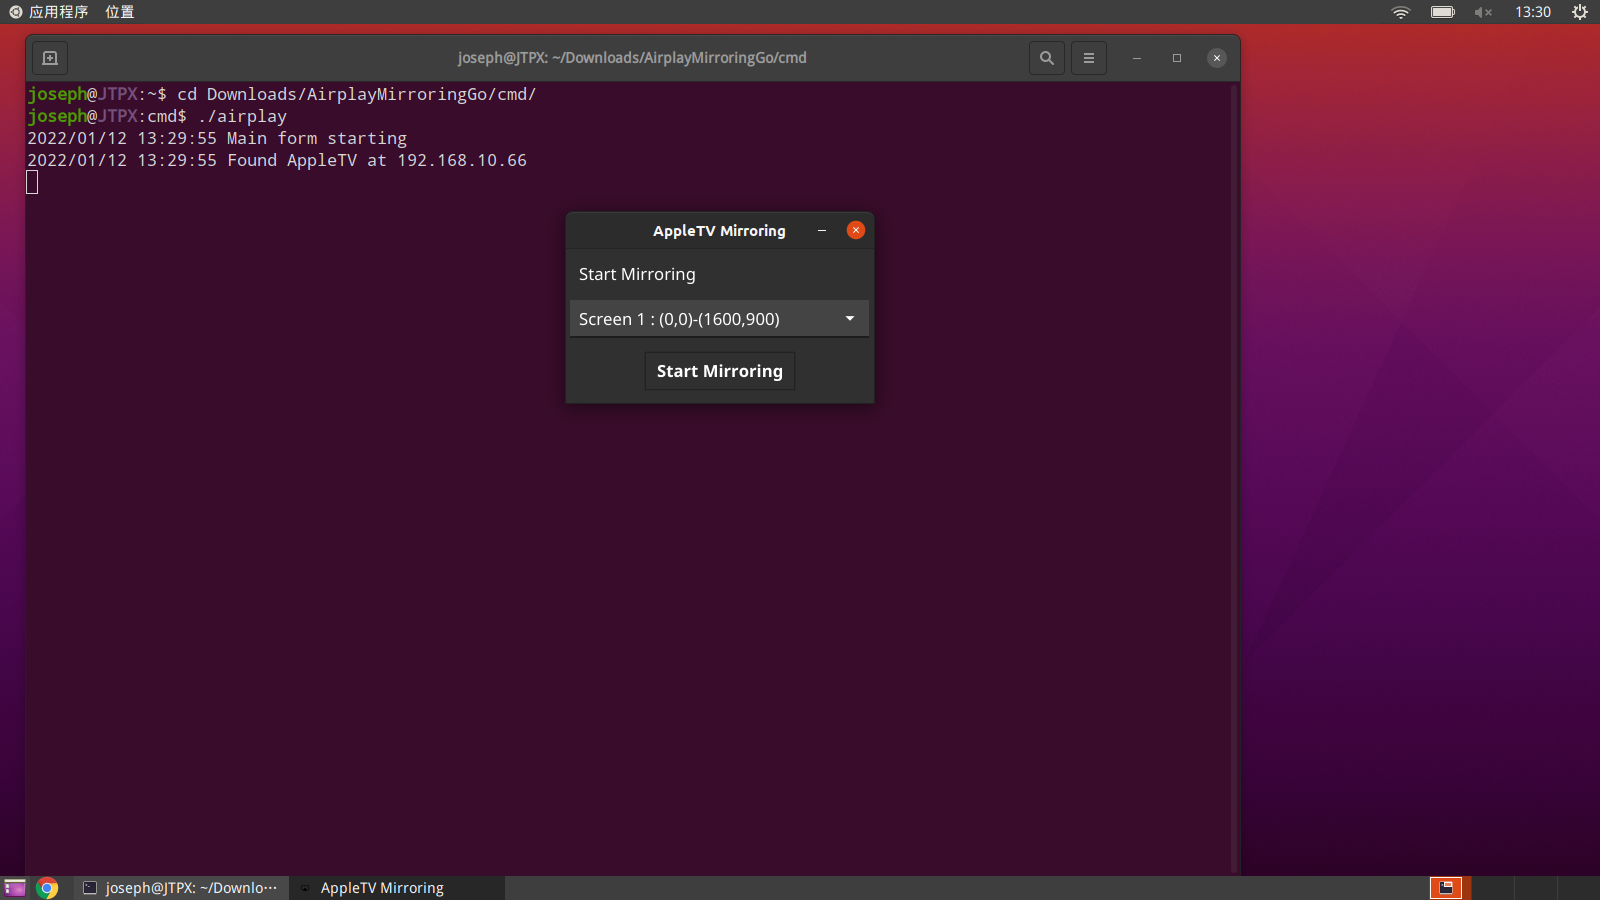 应用程序 位置 13:30
joseph@JTPX: ~/Downloads/AirplayMirroringGo/cmd
joseph@JTPX:~$ cd Downloads/AirplayMirroringGo/cmd/
joseph@JTPX:cmd$ ./airplay
2022/01/12 13:29:55 Main form starting
2022/01/12 13:29:55 Found AppleTV at 192.168.10.66
AppleTV Mirroring
Start Mirroring
Screen 1 : (0,0)-(1600,900)
Start Mirroring
joseph@JTPX: ~/Downlo··· AppleTV Mirroring